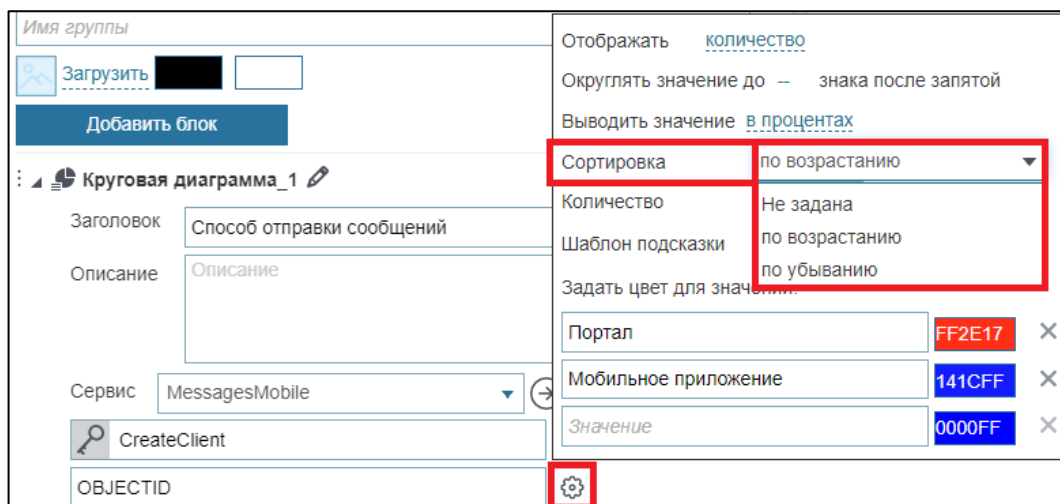 Имя группы
Загрузить
Добавить блок
Круговая диаграмма_1
Заголовок
Способ отправки сообщений
Описание
Описание
Сервис
MessagesMobile
CreateClient
OBJECTID
Отображать количество
Округлять значение до -- знака после запятой
Выводить значение в процентах
Сортировка
по возрастанию
Количество
Не задана
по возрастанию
по убыванию
Шаблон подсказки
Задать цвет для значений:
Портал
FF2E17
Мобильное приложение
141CFF
Значение
0000FF